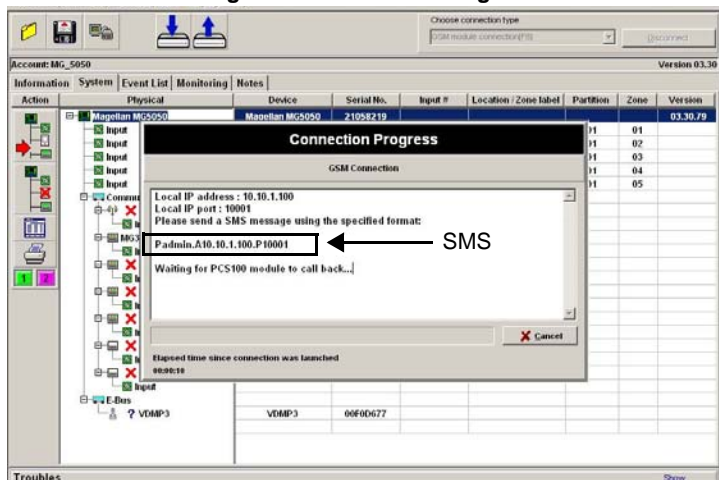 Choose connection type
GSM module connection(FTI)
Disconnect
Account: MG_5050
Version 03.30
Information System Event List Monitoring Notes
Action Physical Device Serial No. Input # Location / Zone label Partition Zone Version
Magellan MG5050 Magellan MG5050 21058219 03.30.79
Input 01
Input 02
Input 03
Input 04
Input 05
Connection Progress
GSM Connection
Local IP address : 10.10.1.100
Local IP port : 10001
Please send a SMS message using the specified format:
Padmin.A10.10.1.100.P10001
SMS
Waiting for PCS100 module to call back...
Cancel
Elapsed time since connection was launched
00:00:10
1 2
Input
E-Bus
? VDMP3 VDMP3 00F0D677
Troubles
Show